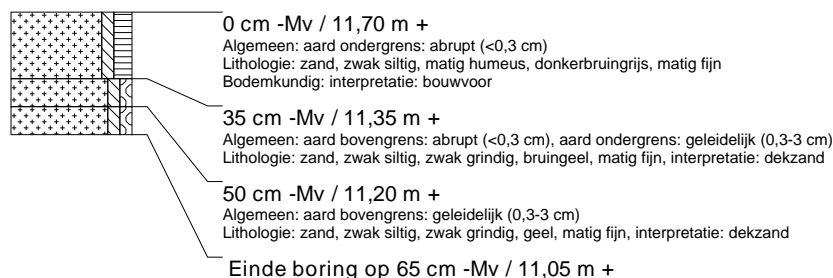 0 cm -Mv / 11,70 m +
Algemeen: aard ondergrens: abrupt (<0,3 cm)
Lithologie: zand, zwak siltig, matig humeus, donkerbruingrijs, matig fijn
Bodemkundig: interpretatie: bouwvoor
35 cm -Mv / 11,35 m +
Algemeen: aard bovengrens: abrupt (<0,3 cm), aard ondergrens: geleidelijk (0,3-3 cm)
Lithologie: zand, zwak siltig, zwak grindig, bruingeel, matig fijn, interpretatie: dekzand
50 cm -Mv / 11,20 m +
Algemeen: aard bovengrens: geleidelijk (0,3-3 cm)
Lithologie: zand, zwak siltig, zwak grindig, geel, matig fijn, interpretatie: dekzand
Einde boring op 65 cm -Mv / 11,05 m +